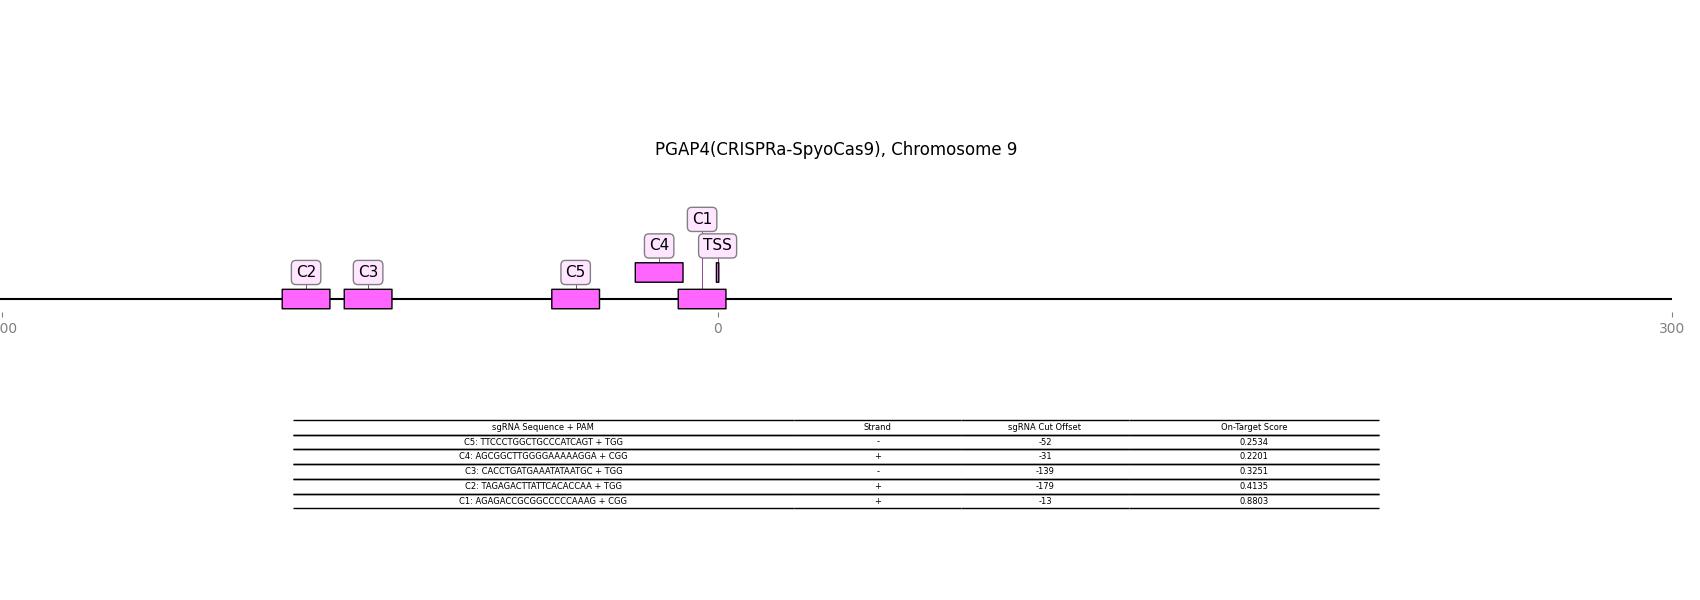 PGAP4(CRISPRa-SpyoCas9), Chromosome 9
C1
C4 TSS
C2 C3 C5
00 0 300
sgRNA Sequence + PAM Strand sgRNA Cut Offset On-Target Score
C5: TTCCCTGGCTGCCCATCAGT + TGG - -52 0.2534
C4: AGCGGCTTGGGGAAAAAGGA + CGG + -31 0.2201
C3: CACCTGATGAAATATAATGC + TGG - -139 0.3251
C2: TAGAGACTTATTCACACCAA + TGG + -179 0.4135
C1: AGAGACCGCGGCCCCCAAAG + CGG + -13 0.8803